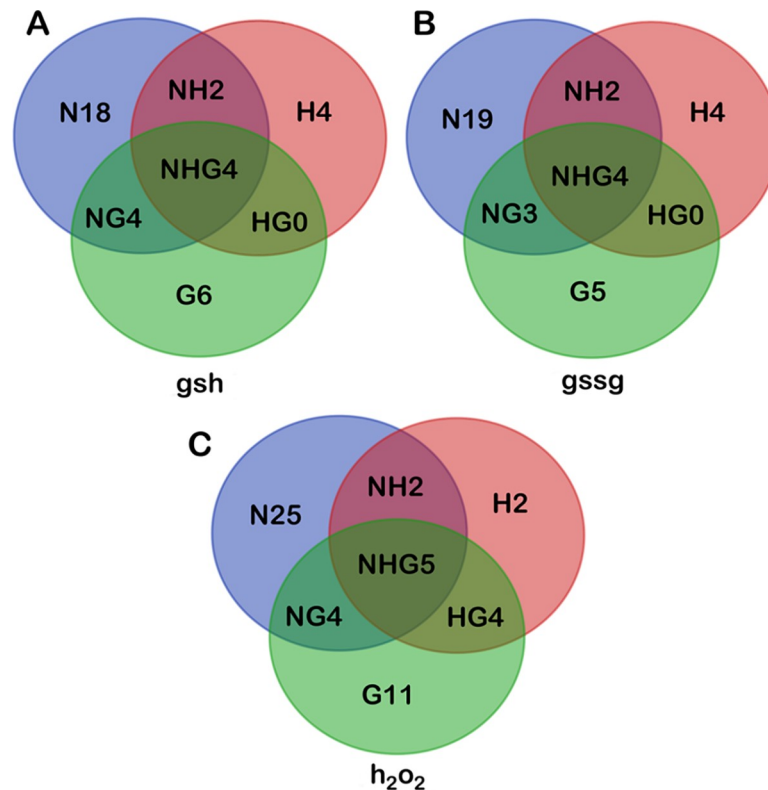 A
B
N18
NH2
H4
NHG4
NG4
HG0
G6
gsh
N19
NH2
H4
NHG4
NG3
HG0
G5
gssg
C
N25
NH2
H2
NHG5
NG4
HG4
G11
h₂o₂